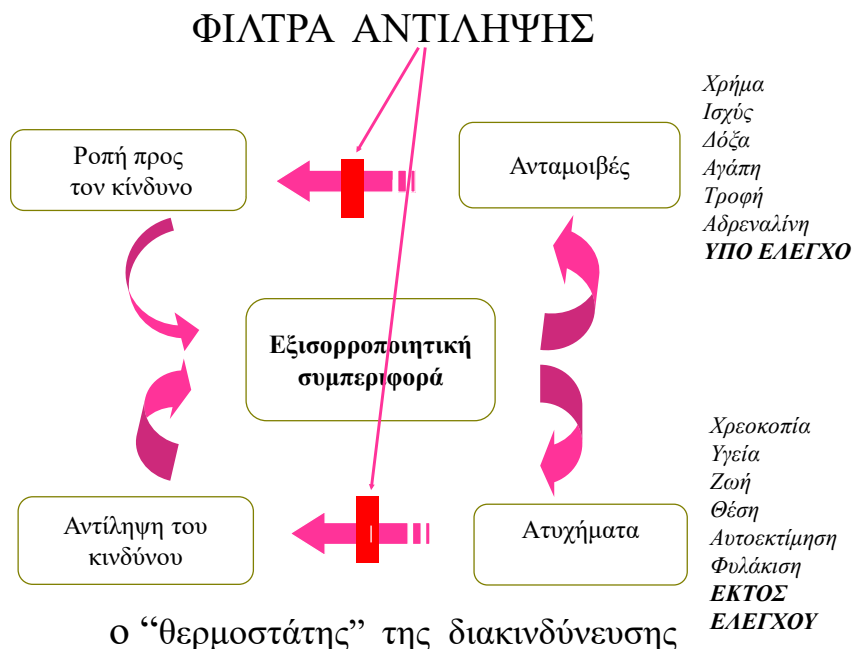 ΦΙΛΤΡΑ ΑΝΤΙΛΗΨΗΣ
Ροπή προς
τον κίνδυνο
Ανταμοιβές
Χρήμα
Ισχύς
Δόξα
Αγάπη
Τροφή
Αδρεναλίνη
ΥΠΟ ΕΛΕΓΧΟ
Εξισορροποιητική
συμπεριφορά
Αντίληψη του
κινδύνου
Ατυχήματα
Χρεοκοπία
Υγεία
Ζωή
Θέση
Αυτοεκτίμηση
Φυλάκιση
ΕΚΤΟΣ
ΕΛΕΓΧΟΥ
ο “θερμοστάτης” της διακινδύνευσης